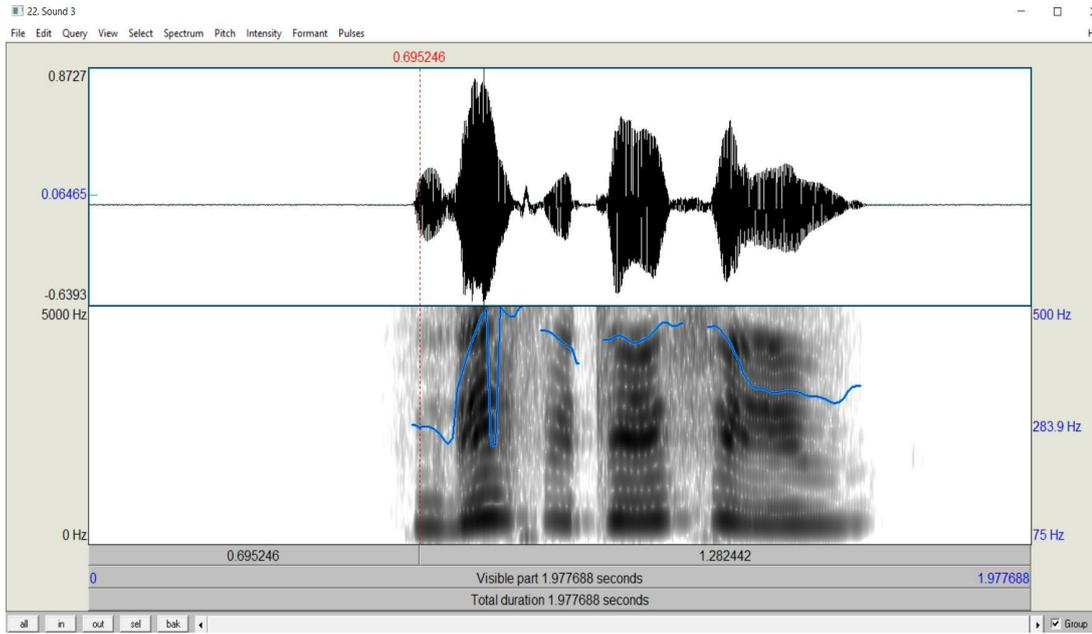 22. Sound 3
File Edit Query View Select Spectrum Pitch Intensity Formant Pulses H
0.695246
0.8727
0.06465
-0.6393
5000 Hz 500 Hz
283.9 Hz
0 Hz 75 Hz
0.695246 1.282442
0 Visible part 1.977688 seconds 1.977688
Total duration 1.977688 seconds
all in out sel bak Group